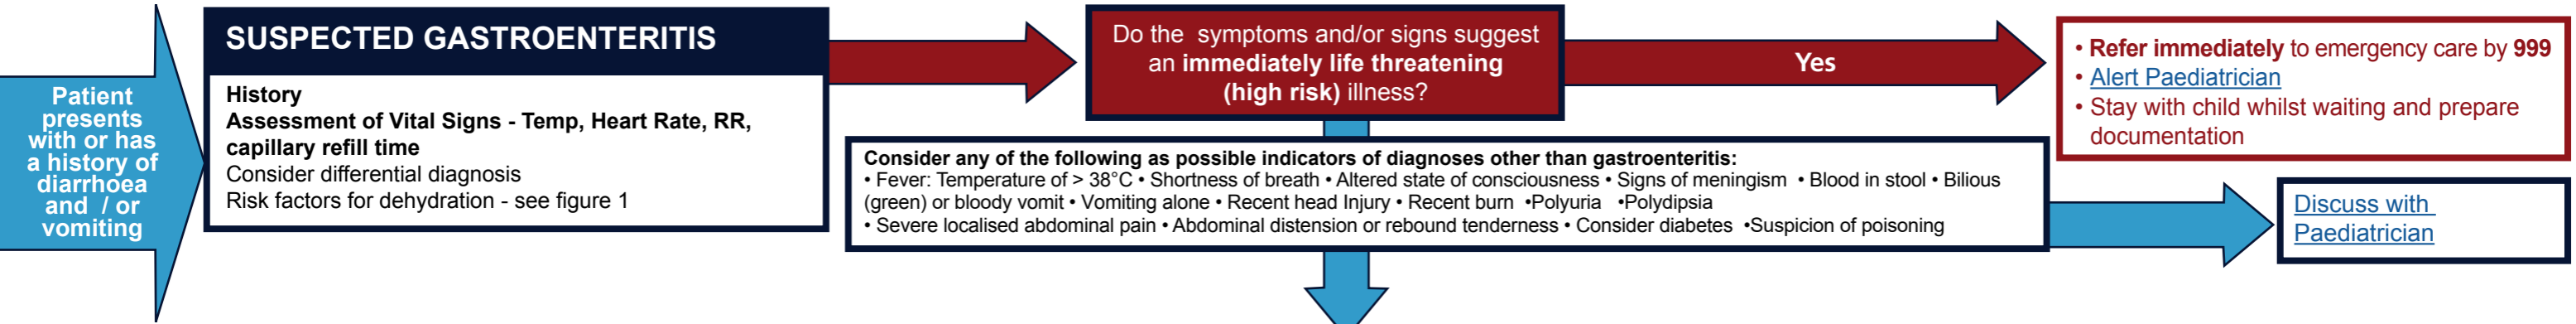 Patient
presents
with or has
a history of
diarrhoea
and / or
vomiting
SUSPECTED GASTROENTERITIS
History
Assessment of Vital Signs - Temp, Heart Rate, RR,
capillary refill time
Consider differential diagnosis
Risk factors for dehydration - see figure 1
Do the symptoms and/or signs suggest
an immediately life threatening
(high risk) illness?
Yes
• Refer immediately to emergency care by 999
• Alert Paediatrician
• Stay with child whilst waiting and prepare
documentation
Consider any of the following as possible indicators of diagnoses other than gastroenteritis:
• Fever: Temperature of > 38°C • Shortness of breath • Altered state of consciousness • Signs of meningism • Blood in stool • Bilious
(green) or bloody vomit • Vomiting alone • Recent head Injury • Recent burn •Polyuria •Polydipsia
• Severe localised abdominal pain • Abdominal distension or rebound tenderness • Consider diabetes •Suspicion of poisoning
Discuss with
Paediatrician